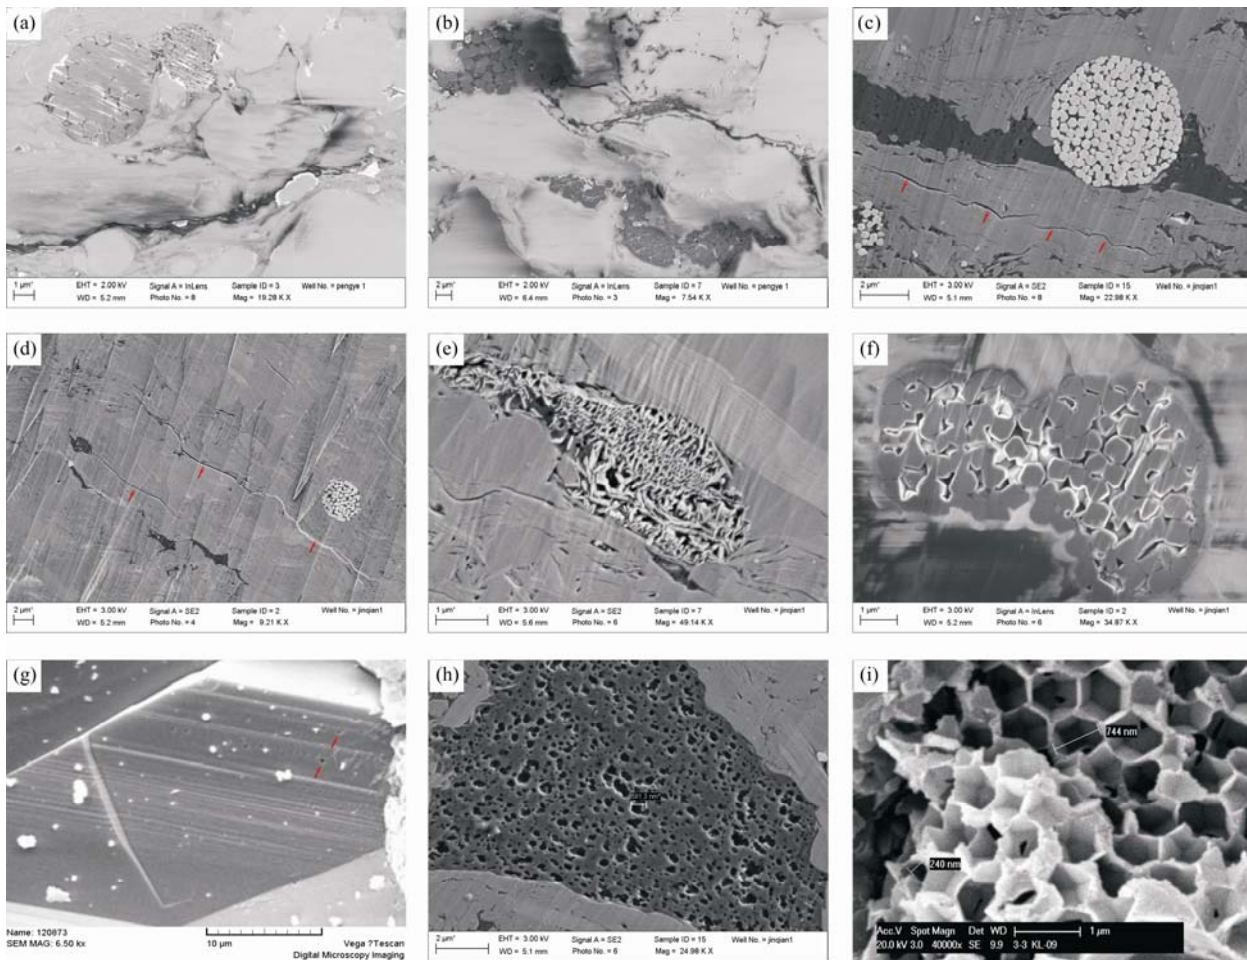 (a)
1 μm* EHT = 2.00 kV Signal A = InLens Sample ID = 3 Well No. = pengye 1
WD = 5.2 mm Photo No. = 8 Mag = 19.28 K X
(b)
2 μm* EHT = 2.00 kV Signal A = InLens Sample ID = 7 Well No. = pengye 1
WD = 6.4 mm Photo No. = 3 Mag = 7.54 K X
(c)
2 μm* EHT = 3.00 kV Signal A = SE2 Sample ID = 15 Well No. = jinqian1
WD = 5.1 mm Photo No. = 8 Mag = 22.98 K X
(d)
2 μm* EHT = 3.00 kV Signal A = SE2 Sample ID = 2 Well No. = jinqian1
WD = 5.2 mm Photo No. = 4 Mag = 9.21 K X
(e)
1 μm* EHT = 3.00 kV Signal A = SE2 Sample ID = 7 Well No. = jinqian1
WD = 5.6 mm Photo No. = 6 Mag = 49.14 K X
(f)
1 μm* EHT = 3.00 kV Signal A = InLens Sample ID = 2 Well No. = jinqian1
WD = 5.2 mm Photo No. = 6 Mag = 34.87 K X
(g)
Name: 120873
SEM MAG: 6.50 kx
10 μm
Vega ?Tescan
Digital Microscopy Imaging
(h)
2 μm* EHT = 3.00 kV Signal A = SE2 Sample ID = 15 Well No. = jinqian1
WD = 5.1 mm Photo No. = 6 Mag = 24.98 K X
(i)
744 nm
240 nm
Acc.V Spot Magn Det WD
20.0 kV 3.0 40000x SE 9.9 3-3 KL-09
1 μm